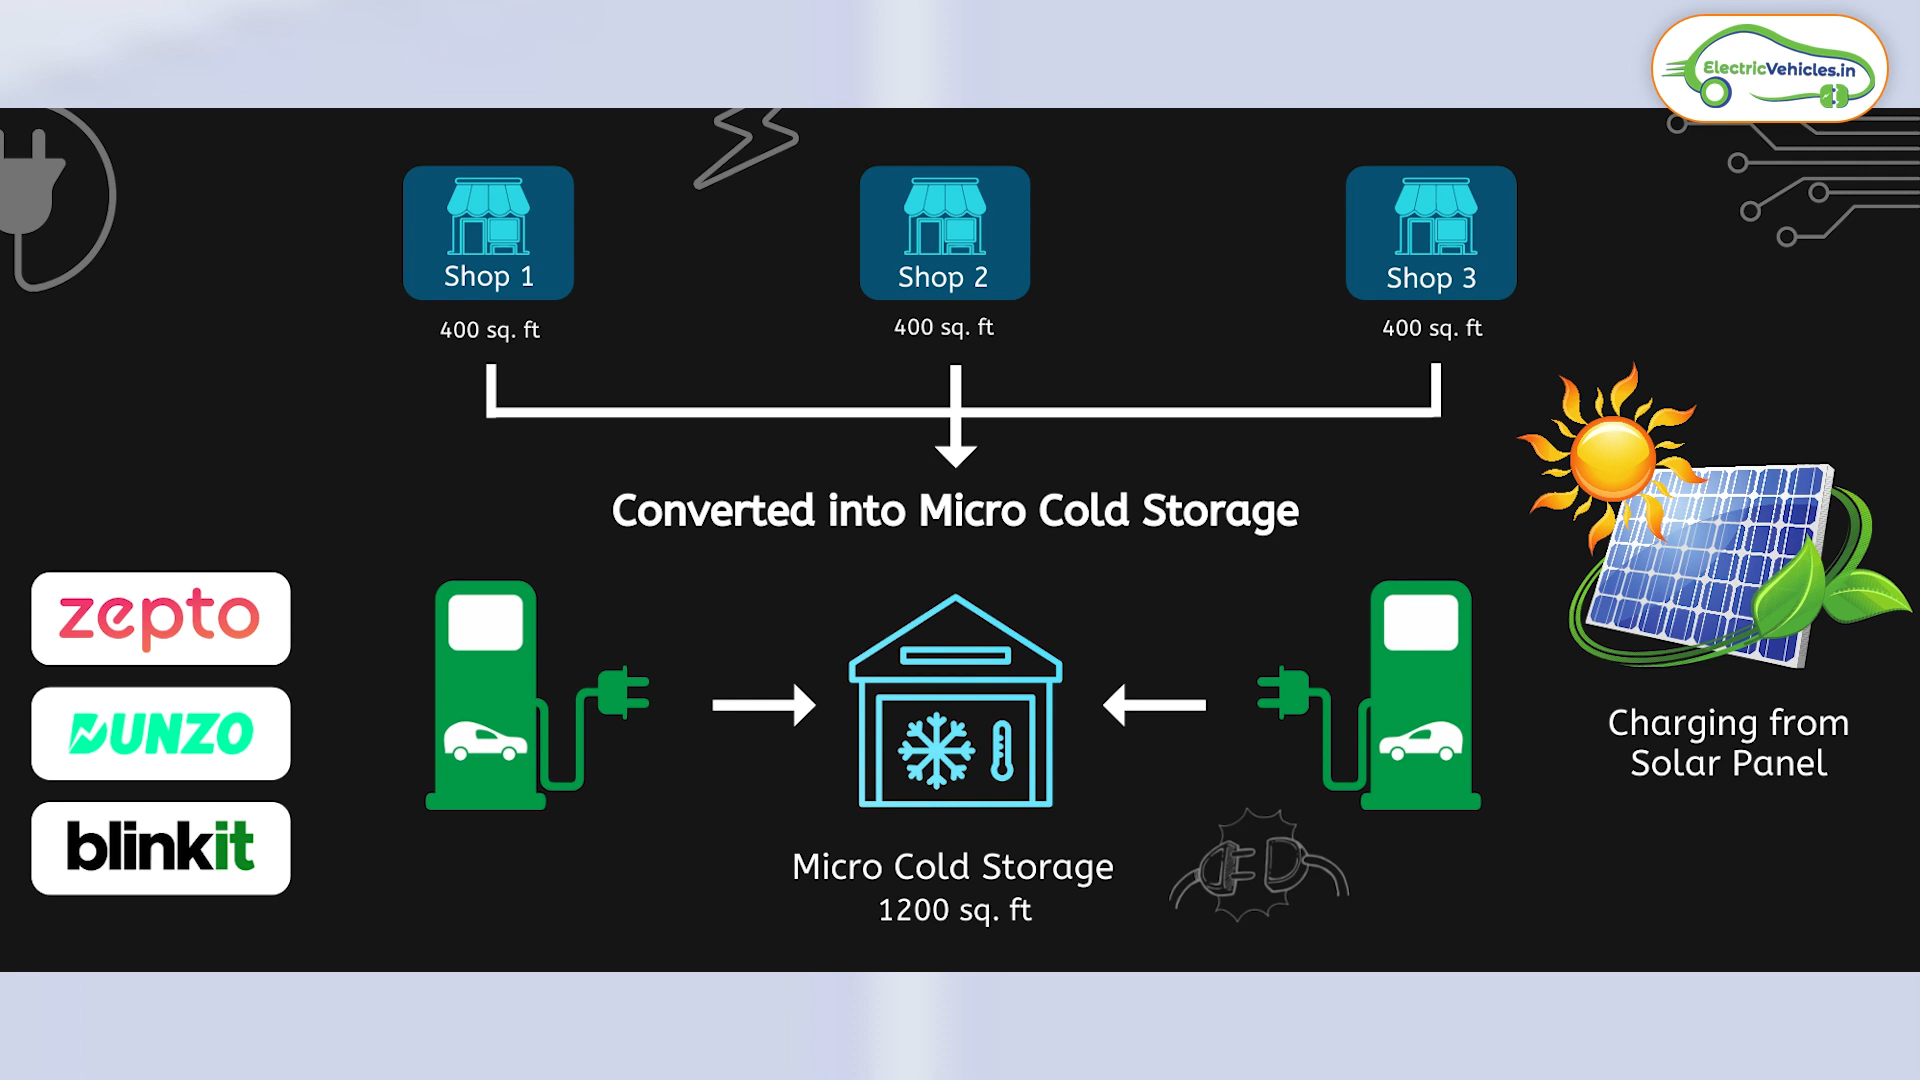 ElectricVehicles.in
Shop 1
Shop 2
Shop 3
400 sq. ft
400 sq. ft
400 sq. ft
Converted into Micro Cold Storage
zepto
DUNZO
blinkit
Charging from
Solar Panel
Micro Cold Storage
1200 sq. ft